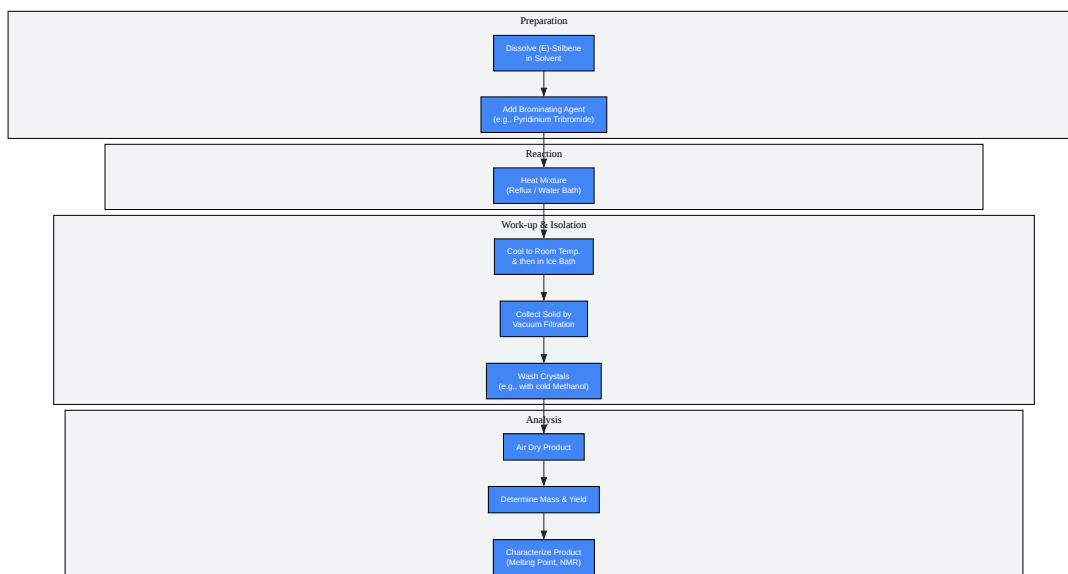 Preparation
Dissolve (E)-Stilbene
in Solvent
Add Brominating Agent
(e.g., Pyridinium Tribromide)
Reaction
Heat Mixture
(Reflux / Water Bath)
Work-up & Isolation
Cool to Room Temp.
& then in Ice Bath
Collect Solid by
Vacuum Filtration
Wash Crystals
(e.g., with cold Methanol)
Analysis
Air Dry Product
Determine Mass & Yield
Characterize Product
(Melting Point, NMR)